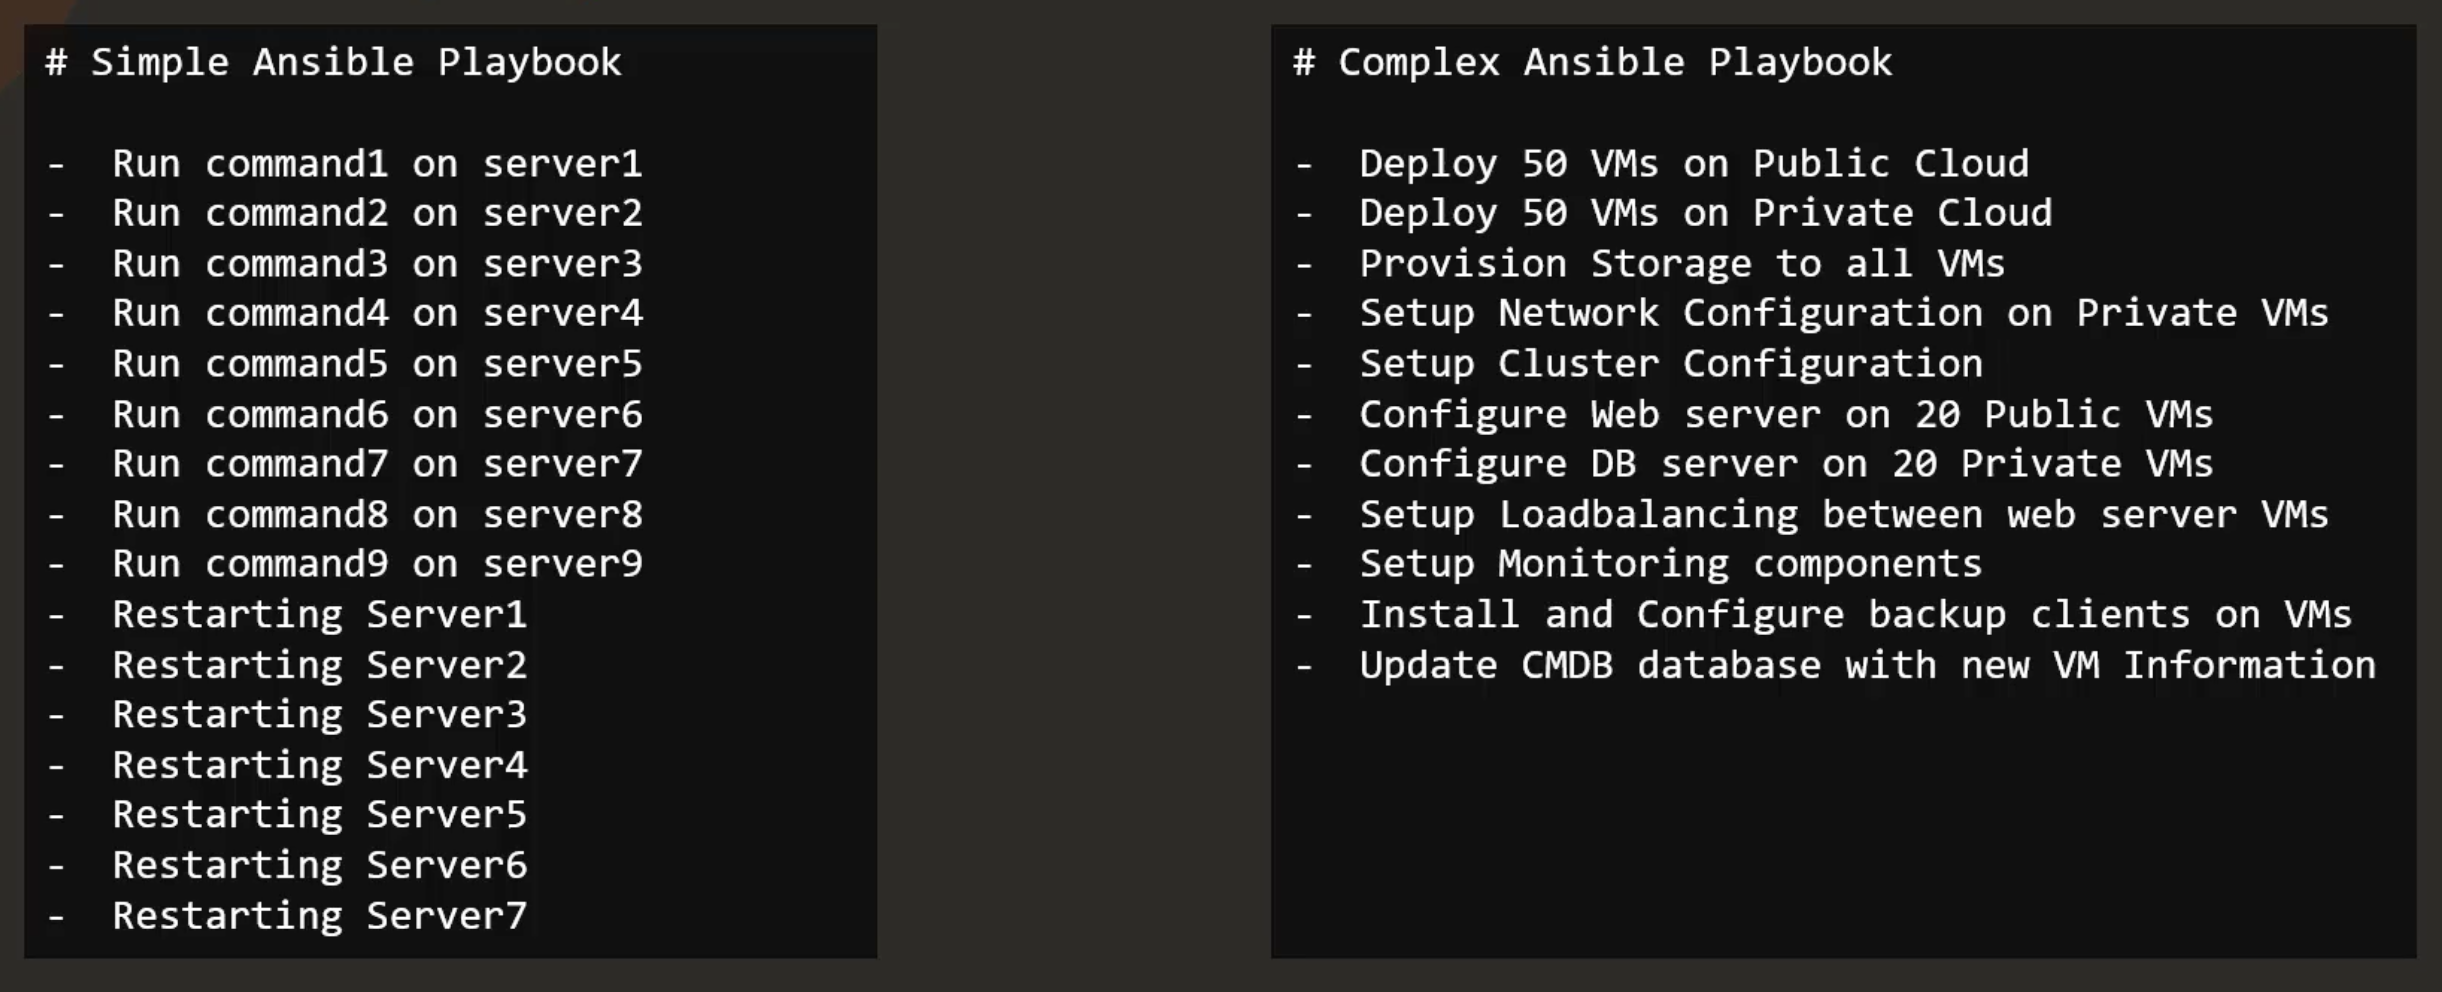 # Simple Ansible Playbook
- Run command1 on server1
- Run command2 on server2
- Run command3 on server3
- Run command4 on server4
- Run command5 on server5
- Run command6 on server6
- Run command7 on server7
- Run command8 on server8
- Run command9 on server9
- Restarting Server1
- Restarting Server2
- Restarting Server3
- Restarting Server4
- Restarting Server5
- Restarting Server6
- Restarting Server7
# Complex Ansible Playbook
- Deploy 50 VMs on Public Cloud
- Deploy 50 VMs on Private Cloud
- Provision Storage to all VMs
- Setup Network Configuration on Private VMs
- Setup Cluster Configuration
- Configure Web server on 20 Public VMs
- Configure DB server on 20 Private VMs
- Setup Loadbalancing between web server VMs
- Setup Monitoring components
- Install and Configure backup clients on VMs
- Update CMDB database with new VM Information